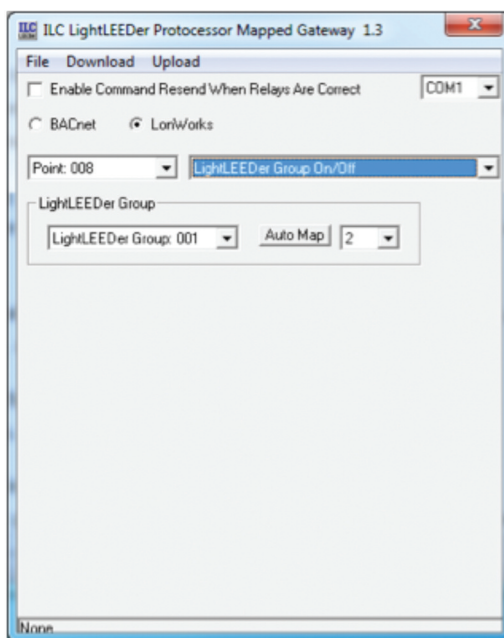 ILC LightLEEDer Protocessor Mapped Gateway 1.3
File Download Upload
Enable Command Resend When Relays Are Correct COM1
BACnet LonWorks
Point: 008 LightLEEDer Group On/Off
LightLEEDer Group
LightLEEDer Group: 001 Auto Map 2
None